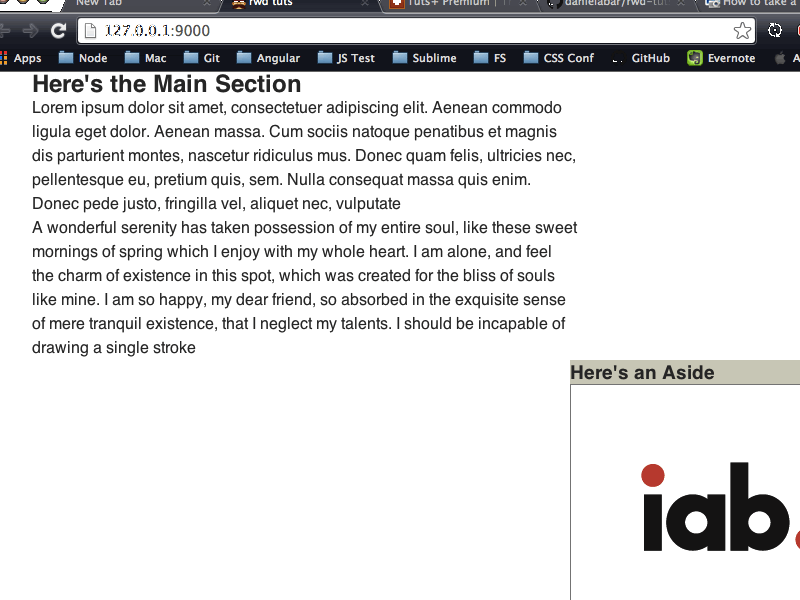 New Tab
rwd tuts
Tuts+ Premium
danielabar/rwd-tut
How to take a
127.0.0.1:9000
Apps
Node
Mac
Git
Angular
JS Test
Sublime
FS
CSS Conf
GitHub
Evernote
Here's the Main Section
Lorem ipsum dolor sit amet, consectetuer adipiscing elit. Aenean commodo
ligula eget dolor. Aenean massa. Cum sociis natoque penatibus et magnis
dis parturient montes, nascetur ridiculus mus. Donec quam felis, ultricies nec,
pellentesque eu, pretium quis, sem. Nulla consequat massa quis enim.
Donec pede justo, fringilla vel, aliquet nec, vulputate
A wonderful serenity has taken possession of my entire soul, like these sweet
mornings of spring which I enjoy with my whole heart. I am alone, and feel
the charm of existence in this spot, which was created for the bliss of souls
like mine. I am so happy, my dear friend, so absorbed in the exquisite sense
of mere tranquil existence, that I neglect my talents. I should be incapable of
drawing a single stroke
Here's an Aside
iab.